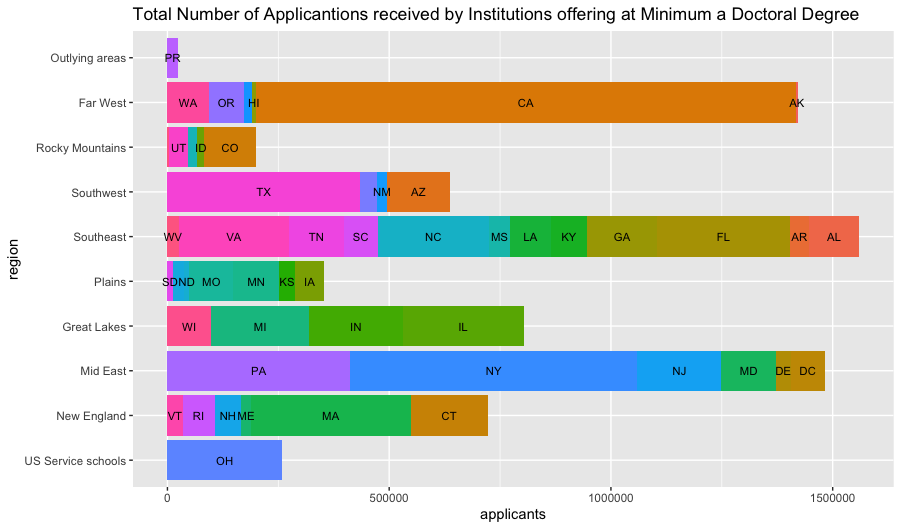 Total Number of Applicantions received by Institutions offering at Minimum a Doctoral Degree
region
Outlying areas
PR
Far West
WA OR HI CA AK
Rocky Mountains
UT ID CO
Southwest
TX NM AZ
Southeast
WV VA TN SC NC MS LA KY GA FL AR AL
Plains
SD ND MO MN KS IA
Great Lakes
WI MI IN IL
Mid East
PA NY NJ MD DE DC
New England
VT RI NH ME MA CT
US Service schools
OH
0 500000 1000000 1500000
applicants